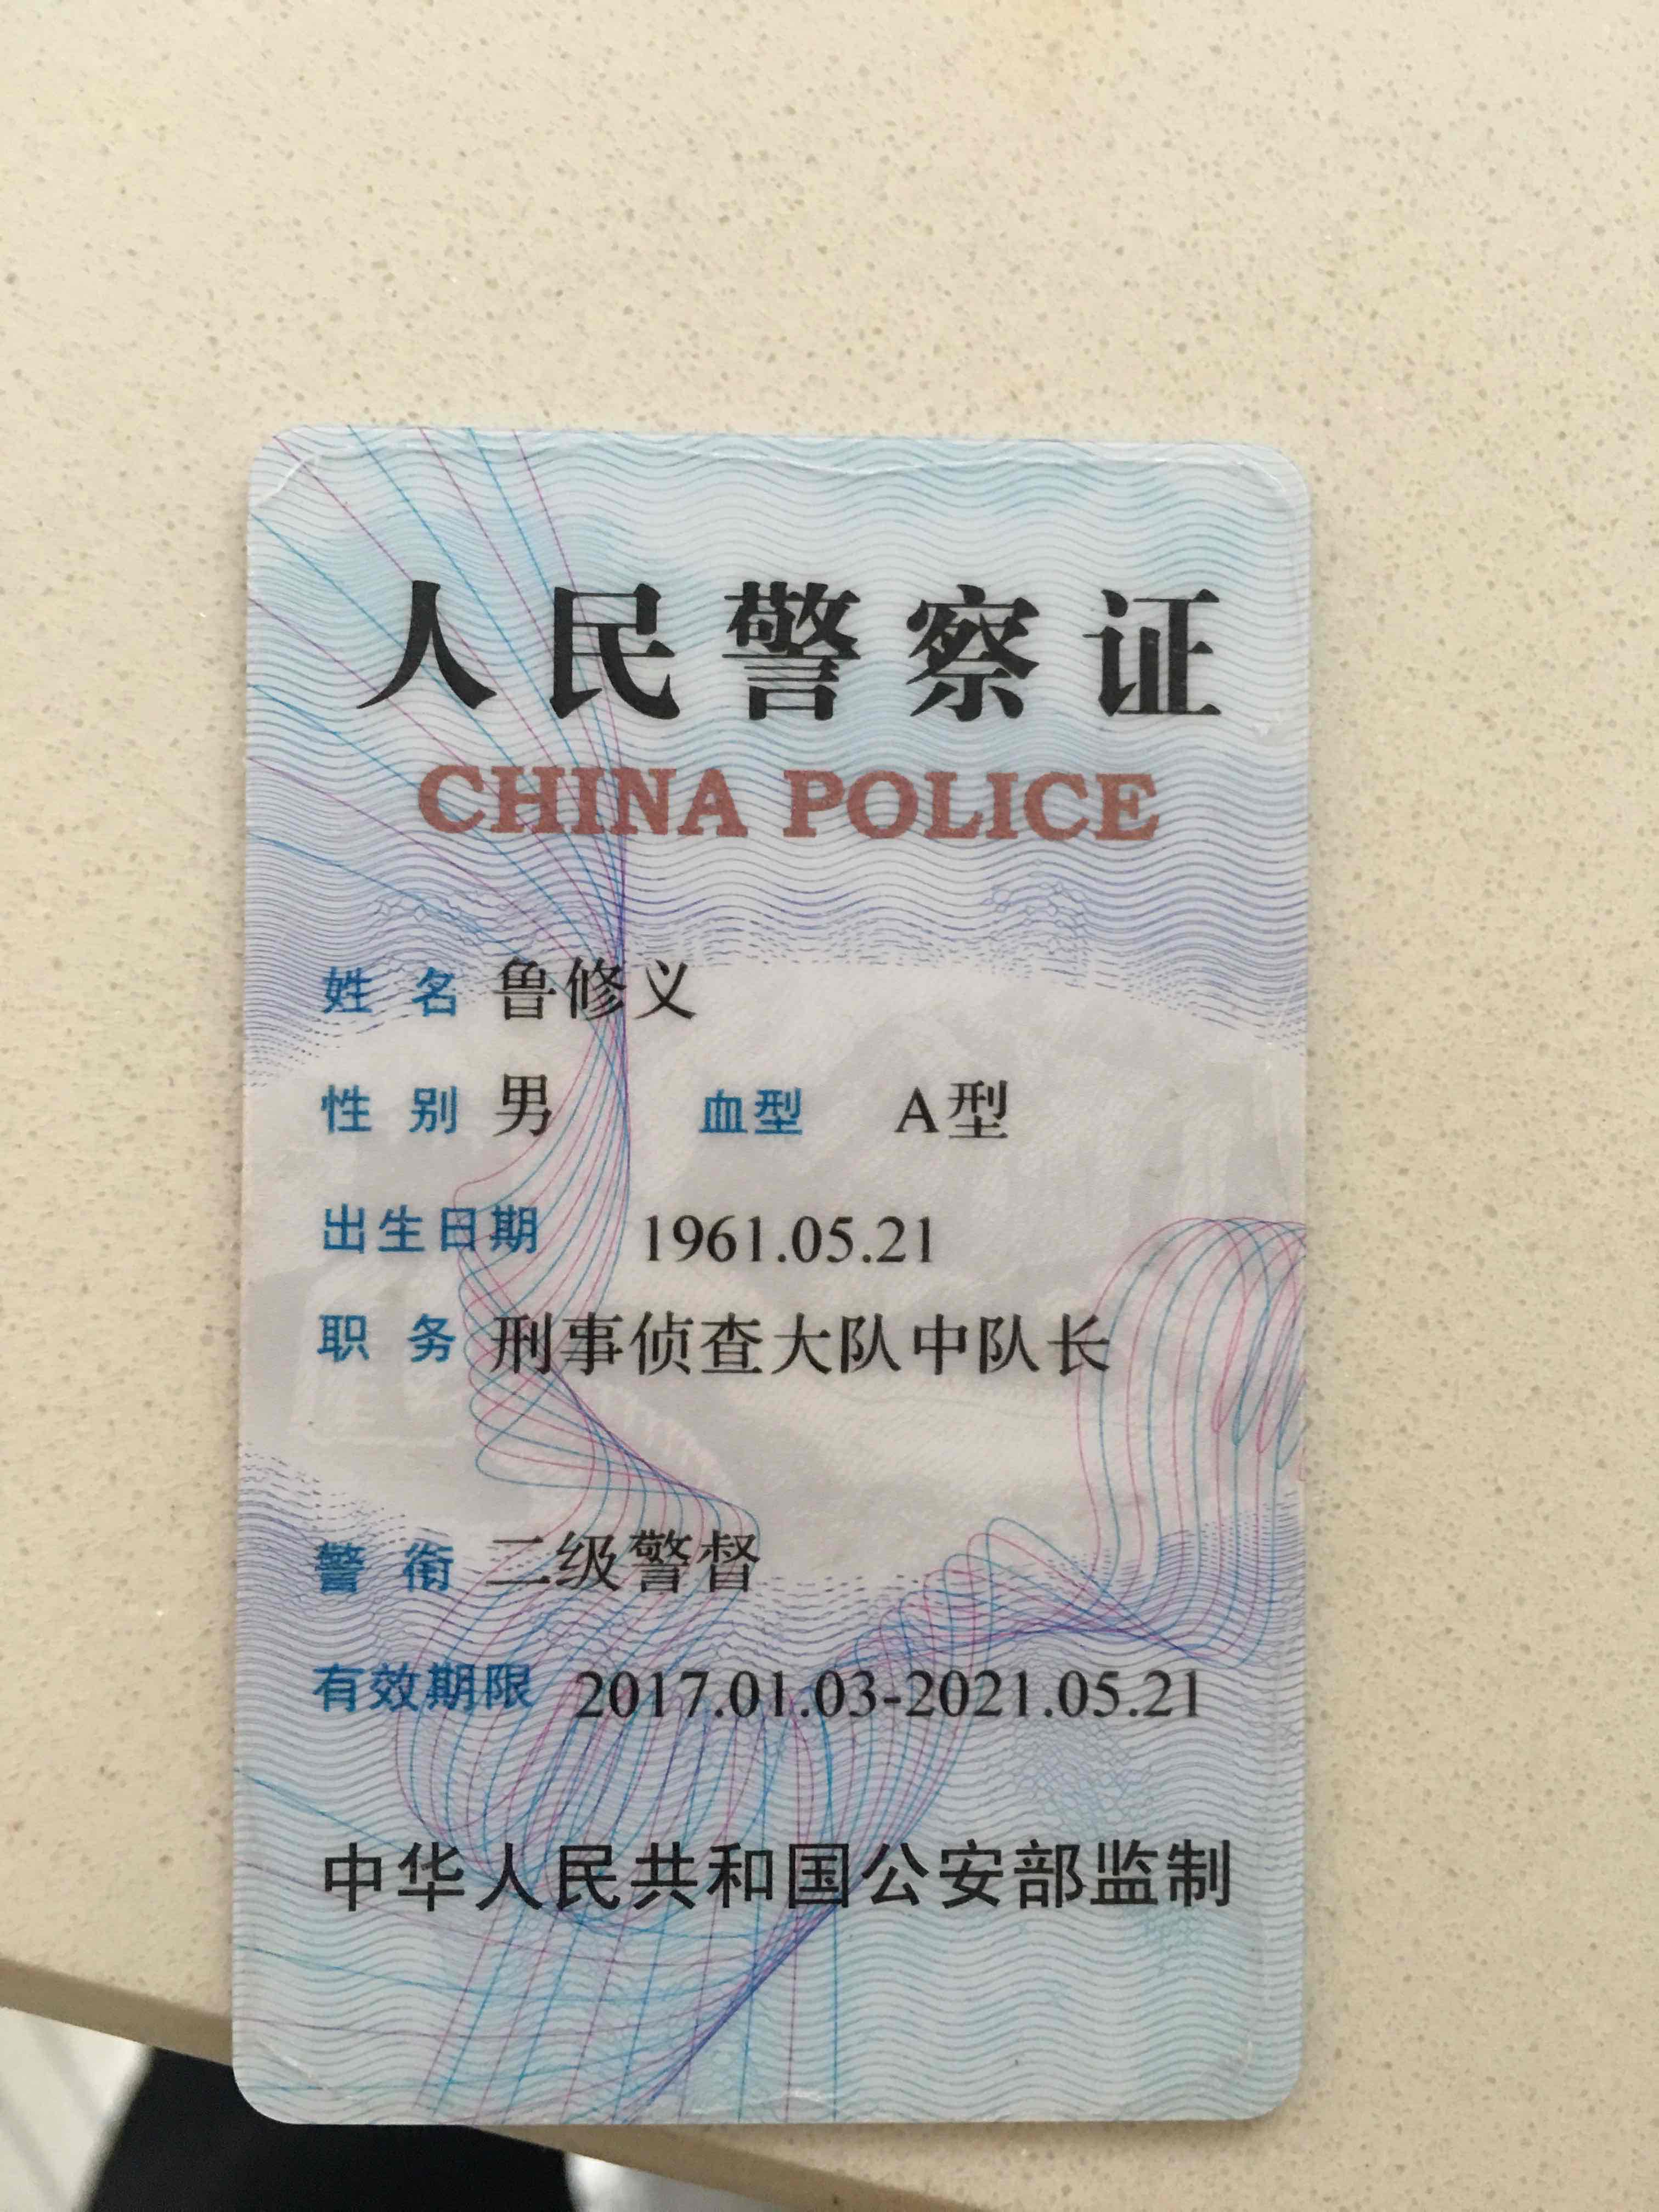 人民警察证
CHINA POLICE
姓名 鲁修义
性别 男 血型 A型
出生日期 1961.05.21
职务 刑事侦查大队中队长
警衔 二级警督
有效期限 2017.01.03-2021.05.21
中华人民共和国公安部监制